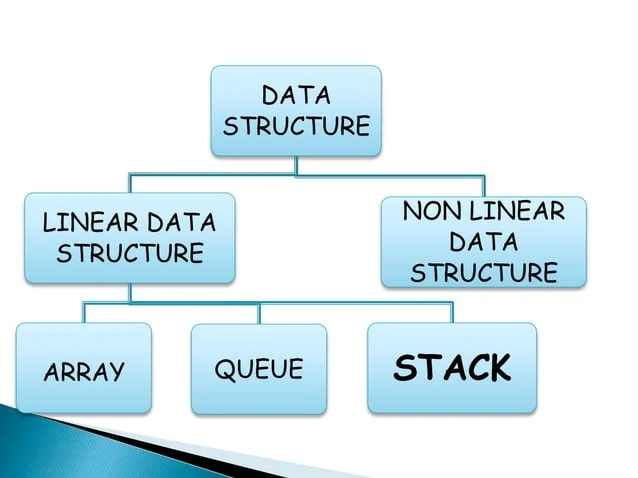 DATA
STRUCTURE
LINEAR DATA
STRUCTURE
NON LINEAR
DATA
STRUCTURE
ARRAY
QUEUE
STACK